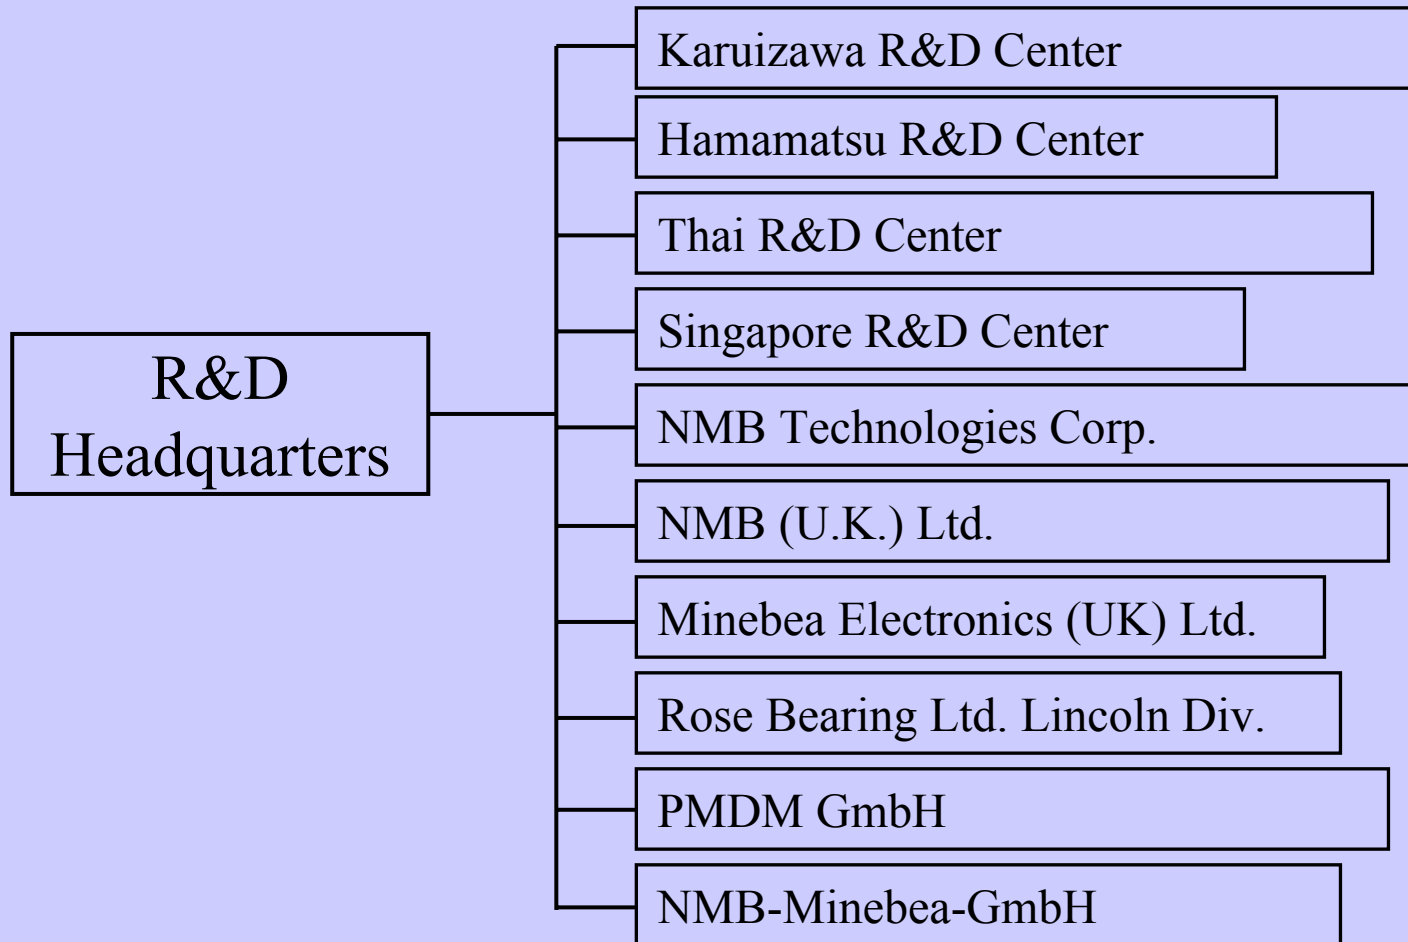 Karuizawa R&D Center
Hamamatsu R&D Center
Thai R&D Center
Singapore R&D Center
R&D
Headquarters
NMB Technologies Corp.
NMB (U.K.) Ltd.
Minebea Electronics (UK) Ltd.
Rose Bearing Ltd. Lincoln Div.
PMDM GmbH
NMB-Minebea-GmbH